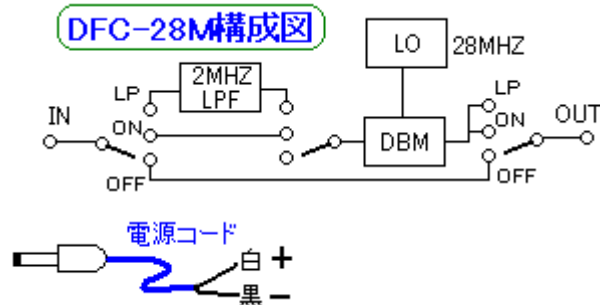 DFC-28M構成図
LO
28MHZ
2MHZ
LPF
LP
LP
IN
ON
DBM
ON
OUT
OFF
OFF
電源コード
白 +
黒 −